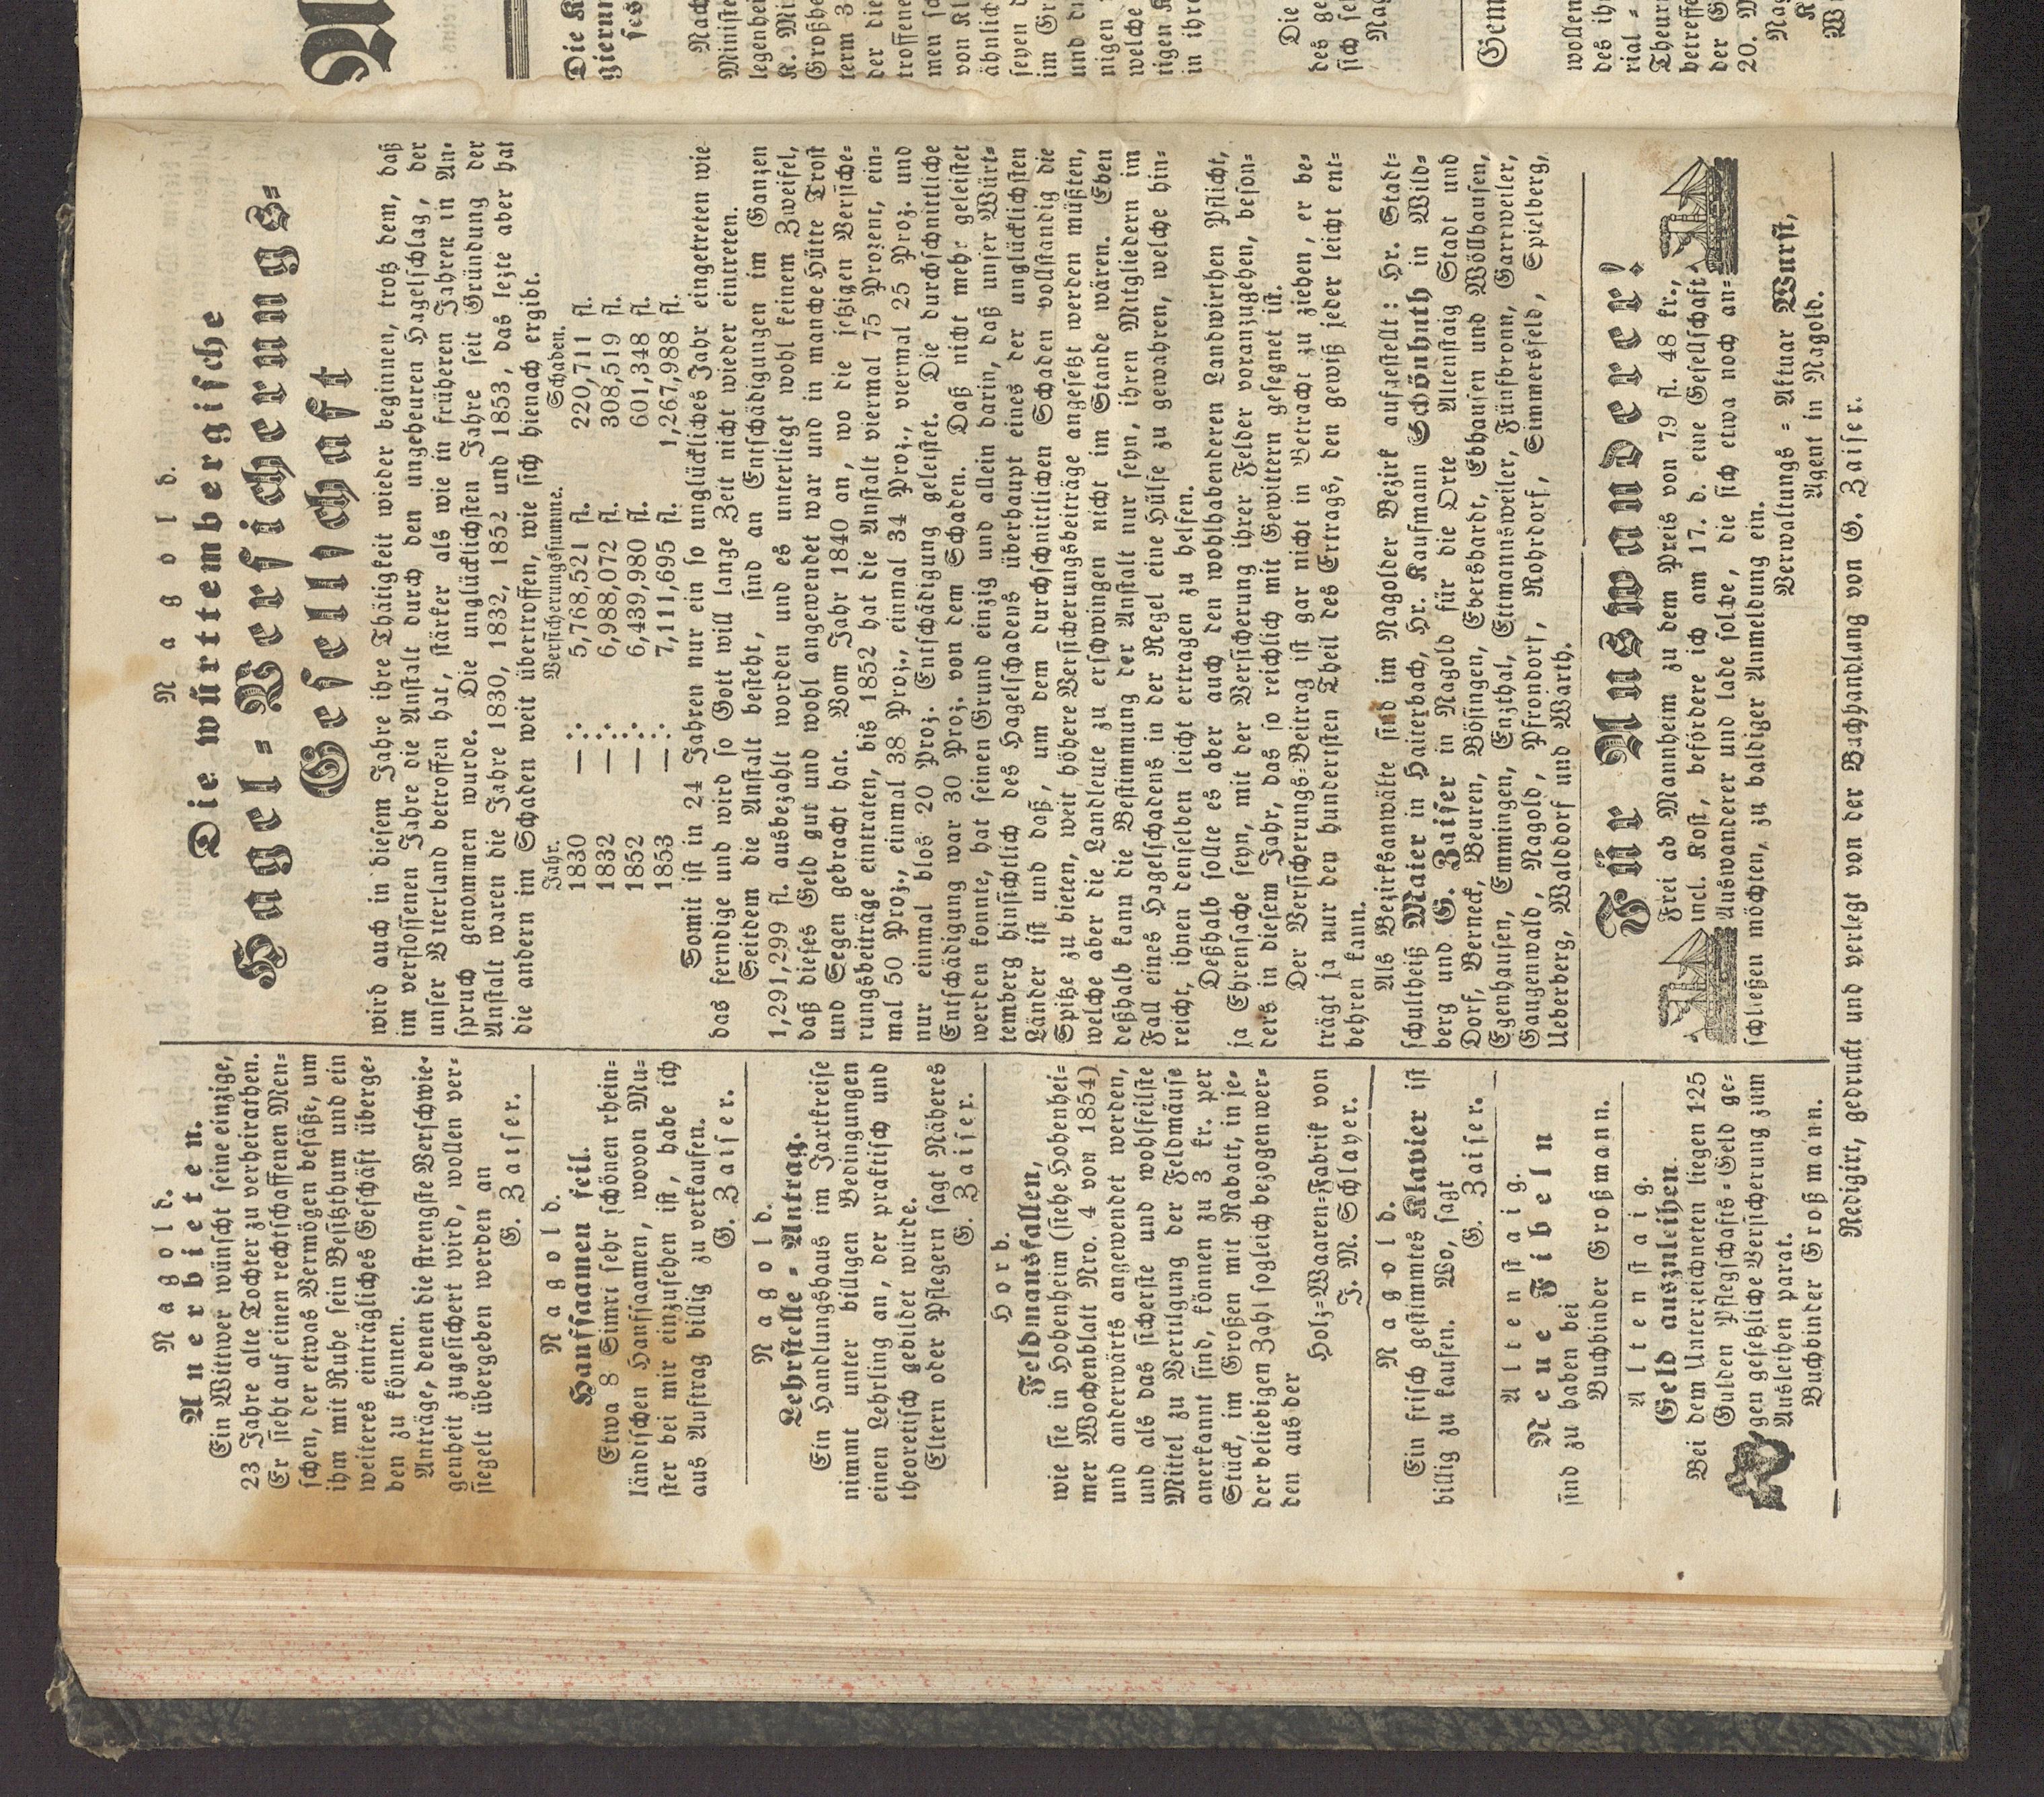 N a g o l d.
A n e r b i e t e n.
Ein Wittwer wünscht seine einzige,
23 Jahre alte Tochter zu verheirathen.
Er sieht auf einen rechtschaffenen Men-
schen, der etwas Vermögen besäße, um
ihm mit Ruhe sein Besitzthum und ein
weiteres einträgliches Geschäft überge-
ben zu können.
Anträge, denen die strengste Verschwie-
genheit zugesichert wird, wollen ver-
siegelt übergeben werden an
G. Zaiser.
N a g o l d.
Hanfsaamen feil.
Etwa 8 Simri sehr schönen rhein-
ländischen Hanfsaamen, wovon Mu-
ster bei mir einzusehen ist, habe ich
aus Auftrag billig zu verkaufen.
G. Zaiser.
N a g o l d.
Lehrstelle-Antrag.
Ein Handlungshaus im Jaxtkreise
nimmt unter billigen Bedingungen
einen Lehrling an, der praktisch und
theoretisch gebildet würde.
Eltern oder Pflegern sagt Näheres
G. Zaiser.
H o r b.
Feldmausfallen,
wie sie in Hohenheim (siehe Hohenhei-
mer Wochenblatt Nro. 4 von 1854)
und anderwärts angewendet werden,
und als das sicherste und wohlfeilste
Mittel zu Vertilgung der Feldmäuse
anerkannt sind, können zu 3 kr. per
Stück, im Großen mit Rabatt, in je-
der beliebigen Zahl sogleich bezogen wer-
den aus der
Holz-Waaren-Fabrik von
J. M. Schlayer.
N a g o l d.
Ein frisch gestimmtes Klavier ist
billig zu kaufen. Wo, sagt
G. Zaiser.
A l t e n s t a i g.
Neue Fibeln
sind zu haben bei
Buchbinder Großmann.
A l t e n s t a i g.
Geld auszuleihen.
Bei dem Unterzeichneten liegen 125
Gulden Pflegschafts-Geld ge-
gen gesetzliche Versicherung zum
Ausleihen parat.
Buchbinder Großmann.
N a g o l d.
Die württembergische
Hagel-Versicherungs-
Gesellschaft
wird auch in diesem Jahre ihre Thätigkeit wieder beginnen, trotz dem, daß
im verflossenen Jahre die Anstalt durch den ungeheuren Hagelschlag, der
unser Vaterland betroffen hat, stärker als wie in früheren Jahren in An-
spruch genommen wurde. Die unglücklichsten Jahre seit Gründung der
Anstalt waren die Jahre 1830, 1832, 1852 und 1853, das lezte aber hat
die andern im Schaden weit übertroffen, wie sich hienach ergibt.
Jahr. Versicherungssumme. Schaden.
1830 — : 5,768,521 fl. 220,711 fl.
1832 — : 6,988,072 fl. 308,519 fl.
1852 — : 6,439,980 fl. 601,348 fl.
1853 — : 7,111,695 fl. 1,267,988 fl.
Somit ist in 24 Jahren nur ein so unglückliches Jahr eingetreten wie
das ferndige und wird so Gott will lange Zeit nicht wieder eintreten.
Seitdem die Anstalt besteht, sind an Entschädigungen im Ganzen
1,291,299 fl. ausbezahlt worden und es unterliegt wohl keinem Zweifel,
daß dieses Geld gut und wohl angewendet war und in manche Hütte Trost
und Segen gebracht hat. Vom Jahr 1840 an, wo die jetzigen Versiche-
rungsbeiträge eintraten, bis 1852 hat die Anstalt viermal 75 Prozent, ein-
mal 50 Proz., einmal 38 Proz., einmal 34 Proz., viermal 25 Proz. und
nur einmal blos 20 Proz. Entschädigung geleistet. Die durchschnittliche
Entschädigung war 30 Proz. von dem Schaden. Daß nicht mehr geleistet
werden konnte, hat seinen Grund einzig und allein darin, daß unser Würt-
temberg hinsichtlich des Hagelschadens überhaupt eines der unglücklichsten
Länder ist und daß, um dem durchschnittlichen Schaden vollständig die
Spitze zu bieten, weit höhere Versicherungsbeiträge angesetzt werden müßten,
welche aber die Landleute zu erschwingen nicht im Stande wären. Eben
deßhalb kann die Bestimmung der Anstalt nur seyn, ihren Mitgliedern im
Fall eines Hagelschadens in der Regel eine Hülfe zu gewähren, welche hin-
reicht, ihnen denselben leicht ertragen zu helfen.
Deßhalb sollte es aber auch den wohlhabenderen Landwirthen Pflicht,
ja Ehrensache seyn, mit der Versicherung ihrer Felder voranzugehen, beson-
ders in diesem Jahr, das so reichlich mit Gewittern gesegnet ist.
Der Versicherungs-Beitrag ist gar nicht in Betracht zu ziehen, er be-
trägt ja nur den hundertsten Theil des Ertrags, den gewiß jeder leicht ent-
behren kann.
Als Bezirksanwälte sind im Nagolder Bezirk aufgestellt: Hr. Stadt-
schultheiß Maier in Haiterbach, Hr. Kaufmann Schönhuth in Wild-
berg und G. Zaiser in Nagold für die Orte Altenstaig Stadt und
Dorf, Berneck, Beuren, Bösingen, Ebershardt, Ebhausen und Wöllhausen,
Egenhausen, Emmingen, Enzthal, Ettmannsweiler, Fünfbronn, Garrweiler,
Gaugenwald, Nagold, Pfrondorf, Rohrdorf, Simmersfeld, Spielberg,
Ueberberg, Walddorf und Warth.
Für Auswanderer!
Frei ab Mannheim zu dem Preis von 79 fl. 48 kr.,
incl. Kost, befördere ich am 17. d. eine Gesellschaft
Auswanderer und lade solche, die sich etwa noch an-
schließen möchten, zu baldiger Anmeldung ein.
Verwaltungs-Aktuar Wurst,
Agent in Nagold.
Redigirt, gedruckt und verlegt von der Buchhandlung von G. Zaiser.